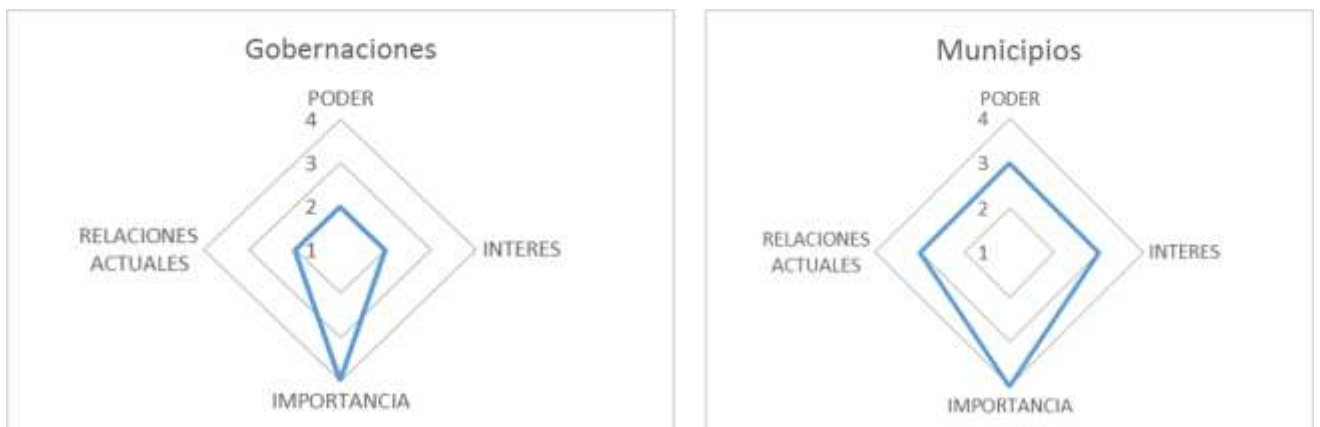 Gobernaciones
PODER
4
3
2
1
RELACIONES
ACTUALES
INTERES
IMPORTANCIA
Municipios
PODER
4
3
2
1
RELACIONES
ACTUALES
INTERES
IMPORTANCIA